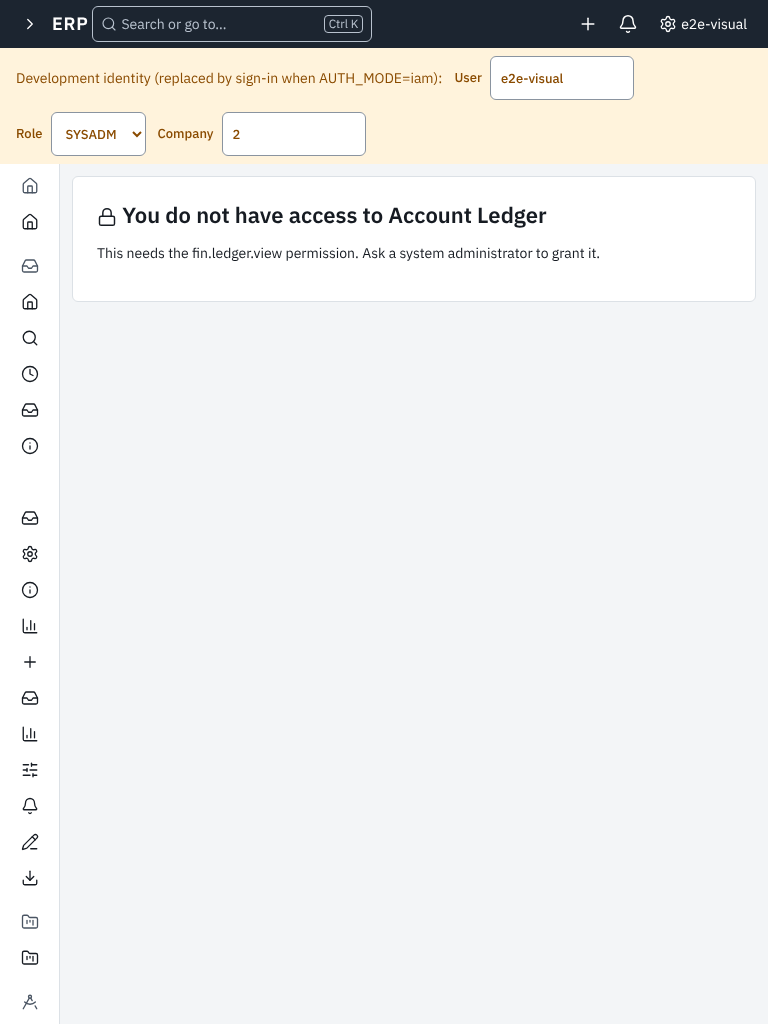 ERP Search or go to... Ctrl K e2e-visual
Development identity (replaced by sign-in when AUTH_MODE=iam): User e2e-visual
Role SYSADM Company 2
You do not have access to Account Ledger
This needs the fin.ledger.view permission. Ask a system administrator to grant it.